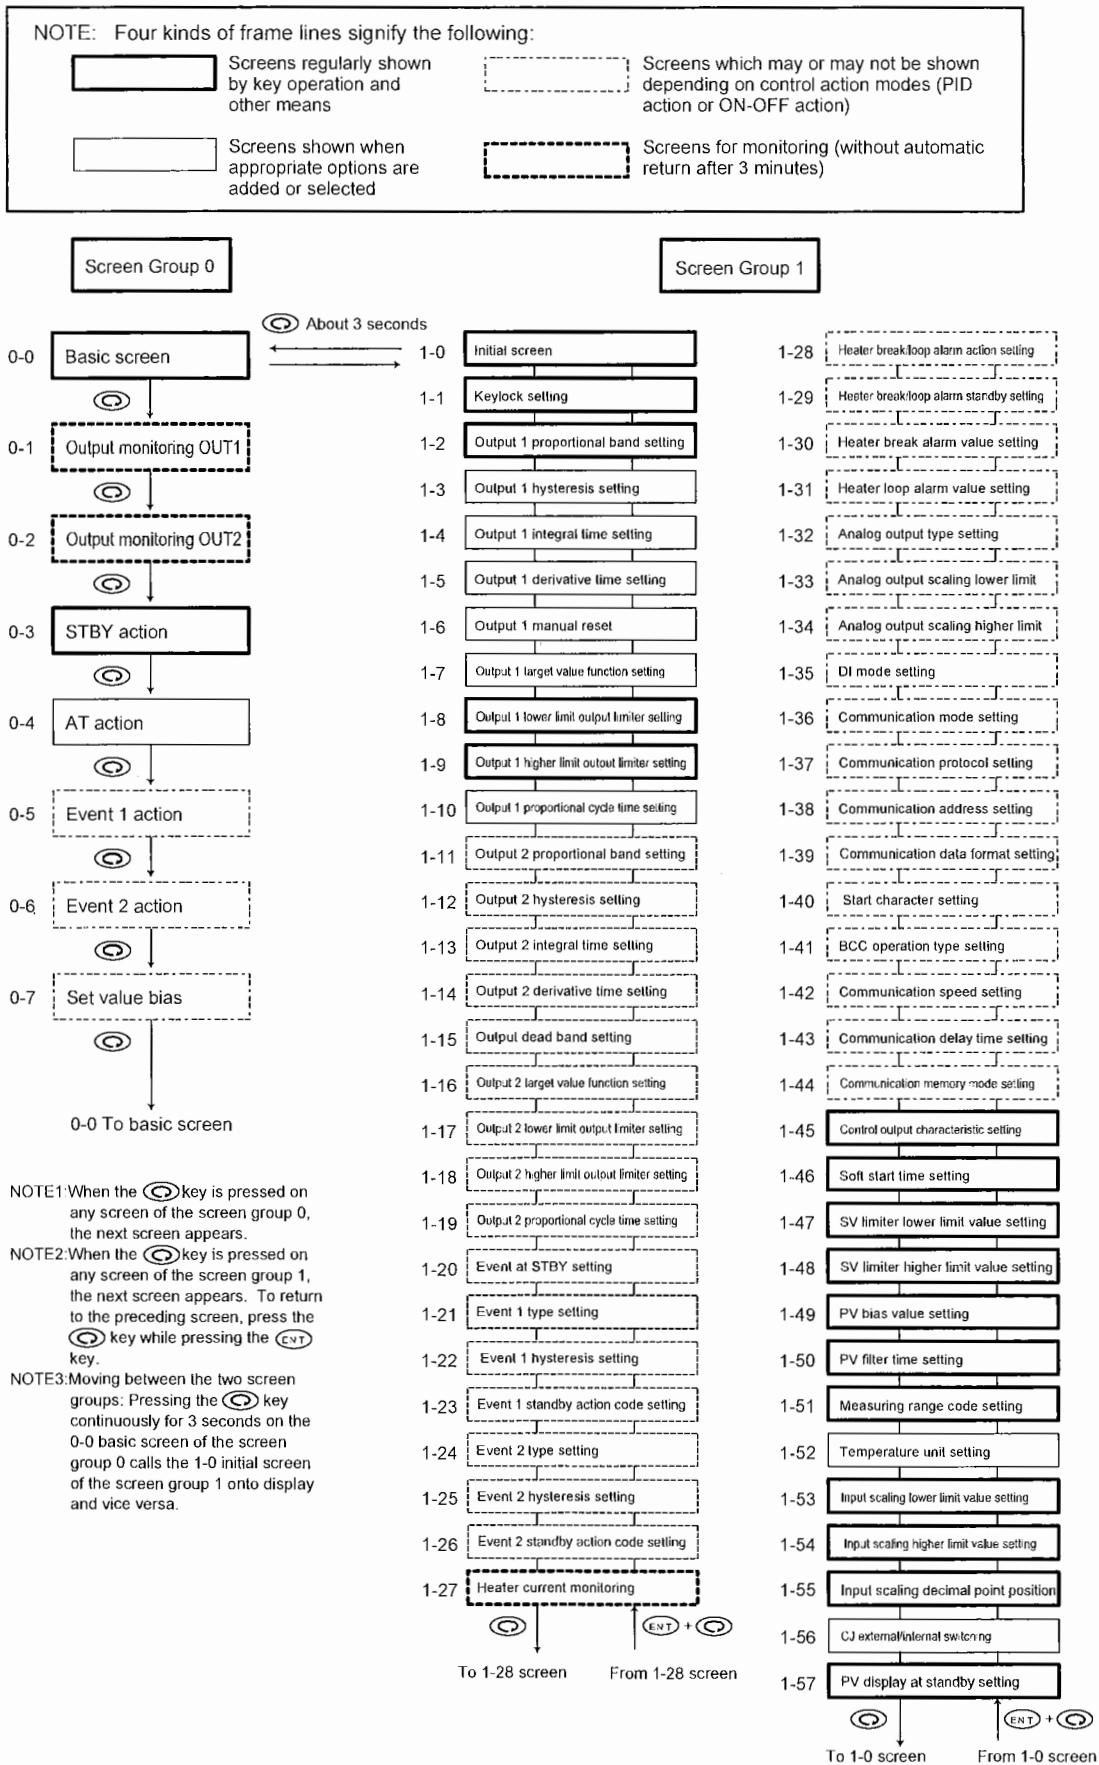 NOTE: Four kinds of frame lines signify the following:
Screens regularly shown
by key operation and
other means
Screens which may or may not be shown
depending on control action modes (PID
action or ON-OFF action)
Screens shown when
appropriate options are
added or selected
Screens for monitoring (without automatic
return after 3 minutes)
Screen Group 0
Screen Group 1
About 3 seconds
0-0 Basic screen
0-1 Output monitoring OUT1
0-2 Output monitoring OUT2
0-3 STBY action
0-4 AT action
0-5 Event 1 action
0-6 Event 2 action
0-7 Set value bias
0-0 To basic screen
NOTE1:When the key is pressed on
any screen of the screen group 0,
the next screen appears.
NOTE2:When the key is pressed on
any screen of the screen group 1,
the next screen appears. To return
to the preceding screen, press the
key while pressing the ENT
key.
NOTE3:Moving between the two screen
groups: Pressing the key
continuously for 3 seconds on the
0-0 basic screen of the screen
group 0 calls the 1-0 initial screen
of the screen group 1 onto display
and vice versa.
1-0 Initial screen
1-1 Keylock setting
1-2 Output 1 proportional band setting
1-3 Output 1 hysteresis setting
1-4 Output 1 integral time setting
1-5 Output 1 derivative time setting
1-6 Output 1 manual reset
1-7 Output 1 target value function setting
1-8 Output 1 lower limit output limiter setting
1-9 Output 1 higher limit outout limiter setting
1-10 Output 1 proportional cycle time setting
1-11 Output 2 proportional band setting
1-12 Output 2 hysteresis setting
1-13 Output 2 integral time setting
1-14 Output 2 derivative time setting
1-15 Output dead band setting
1-16 Output 2 target value function setting
1-17 Output 2 lower limit output limiter setting
1-18 Output 2 higher limit outout limiter setting
1-19 Output 2 proportional cycle time setting
1-20 Event at STBY setting
1-21 Event 1 type setting
1-22 Event 1 hysteresis setting
1-23 Event 1 standby action code setting
1-24 Event 2 type setting
1-25 Event 2 hysteresis setting
1-26 Event 2 standby action code setting
1-27 Heater current monitoring
ENT +
To 1-28 screen From 1-28 screen
1-28 Heater break/loop alarm action setting
1-29 Heater break/loop alarm standby setting
1-30 Heater break alarm value setting
1-31 Heater loop alarm value setting
1-32 Analog output type setting
1-33 Analog output scaling lower limit
1-34 Analog output scaling higher limit
1-35 DI mode setting
1-36 Communication mode setting
1-37 Communication protocol setting
1-38 Communication address setting
1-39 Communication data format setting
1-40 Start character setting
1-41 BCC operation type setting
1-42 Communication speed setting
1-43 Communication delay time setting
1-44 Communication memory mode setting
1-45 Control output characteristic setting
1-46 Soft start time setting
1-47 SV limiter lower limit value setting
1-48 SV limiter higher limit value setting
1-49 PV bias value setting
1-50 PV filter time setting
1-51 Measuring range code setting
1-52 Temperature unit setting
1-53 Input scaling lower limit value setting
1-54 Input scaling higher limit value setting
1-55 Input scaling decimal point position
1-56 CJ external/internal switching
1-57 PV display at standby setting
ENT +
To 1-0 screen From 1-0 screen